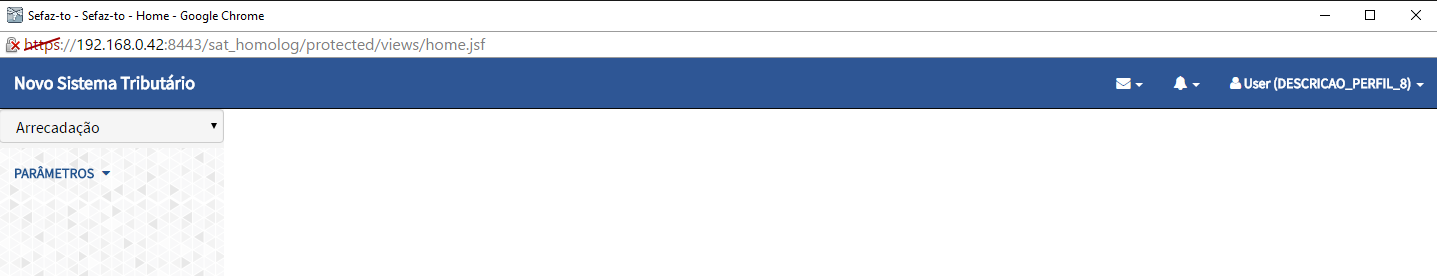 Sefaz-to - Sefaz-to - Home - Google Chrome
https://192.168.0.42:8443/sat_homolog/protected/views/home.jsf
Novo Sistema Tributário
User (DESCRICAO_PERFIL_8)
Arrecadação
PARÂMETROS